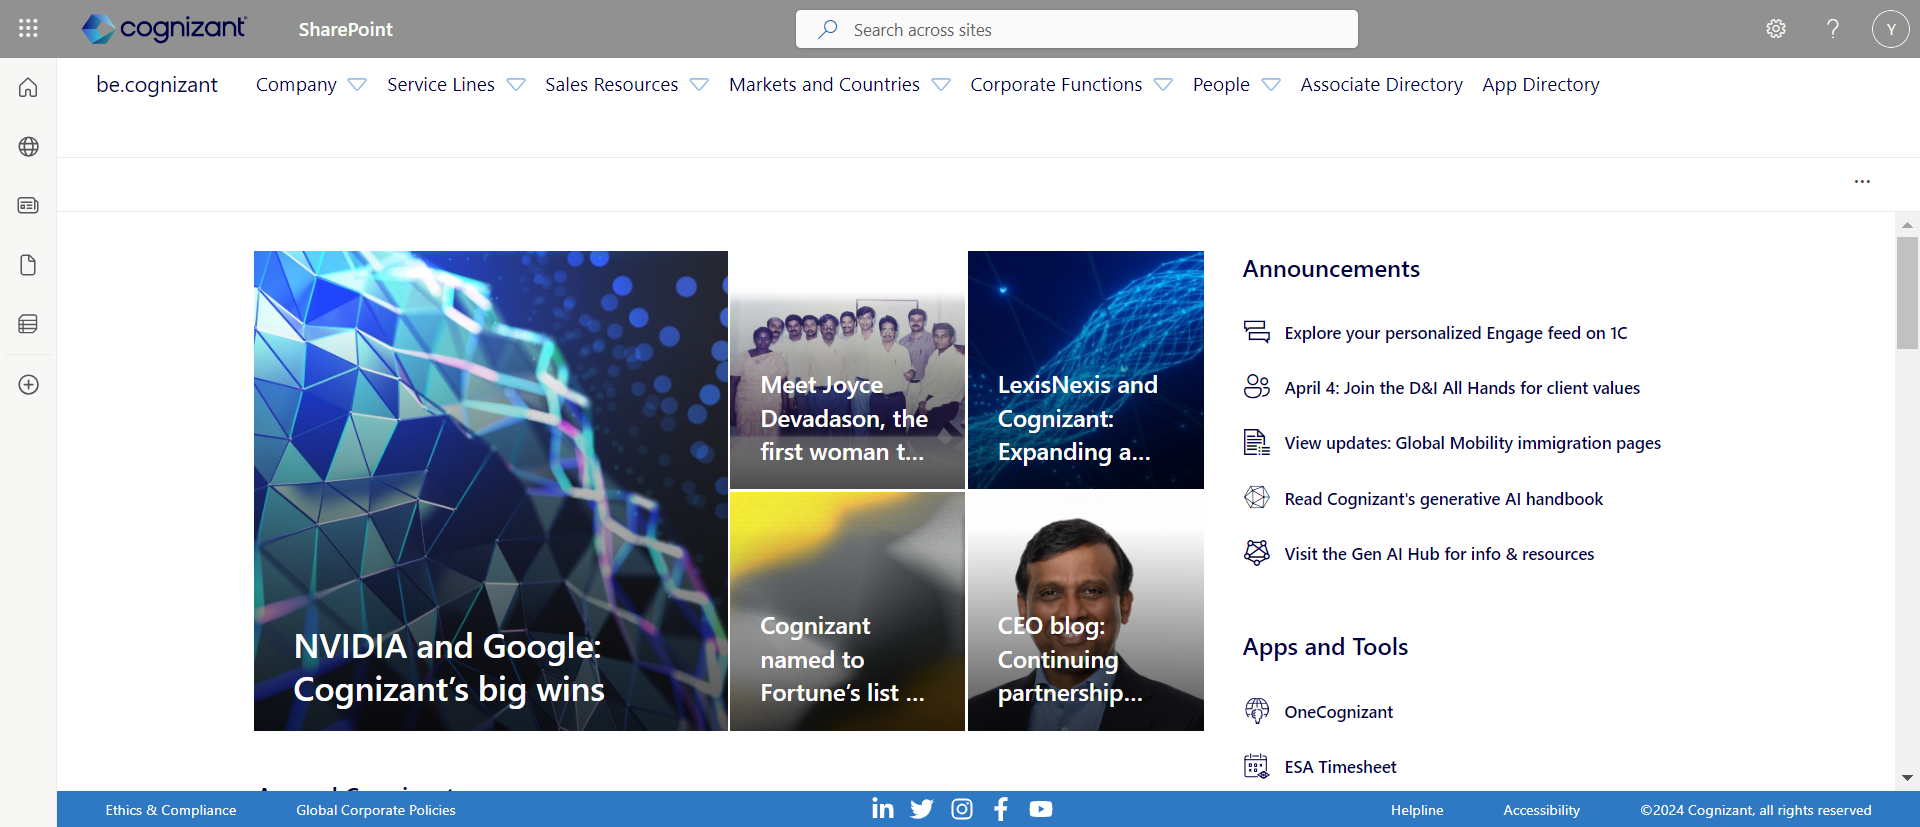 cognizant
SharePoint
Search across sites
Y
be.cognizant
Company
Service Lines
Sales Resources
Markets and Countries
Corporate Functions
People
Associate Directory
App Directory
...
NVIDIA and Google:
Cognizant’s big wins
Meet Joyce
Devadason, the
first woman t...
LexisNexis and
Cognizant:
Expanding a...
Cognizant
named to
Fortune’s list ...
CEO blog:
Continuing
partnership...
Announcements
Explore your personalized Engage feed on 1C
April 4: Join the D&I All Hands for client values
View updates: Global Mobility immigration pages
Read Cognizant's generative AI handbook
Visit the Gen AI Hub for info & resources
Apps and Tools
OneCognizant
ESA Timesheet
Ethics & Compliance
Global Corporate Policies
Helpline
Accessibility
©2024 Cognizant, all rights reserved